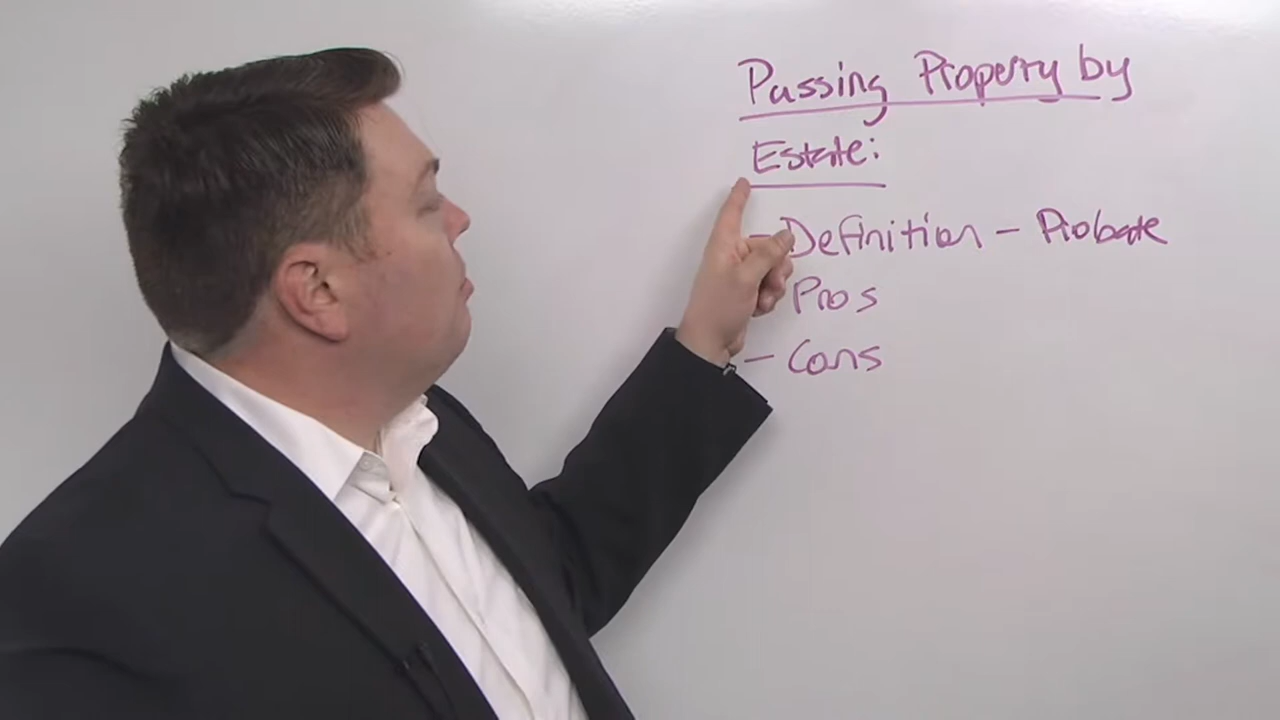 Passing Property by
Estate:
- Definition - Probate
Pros
- Cons